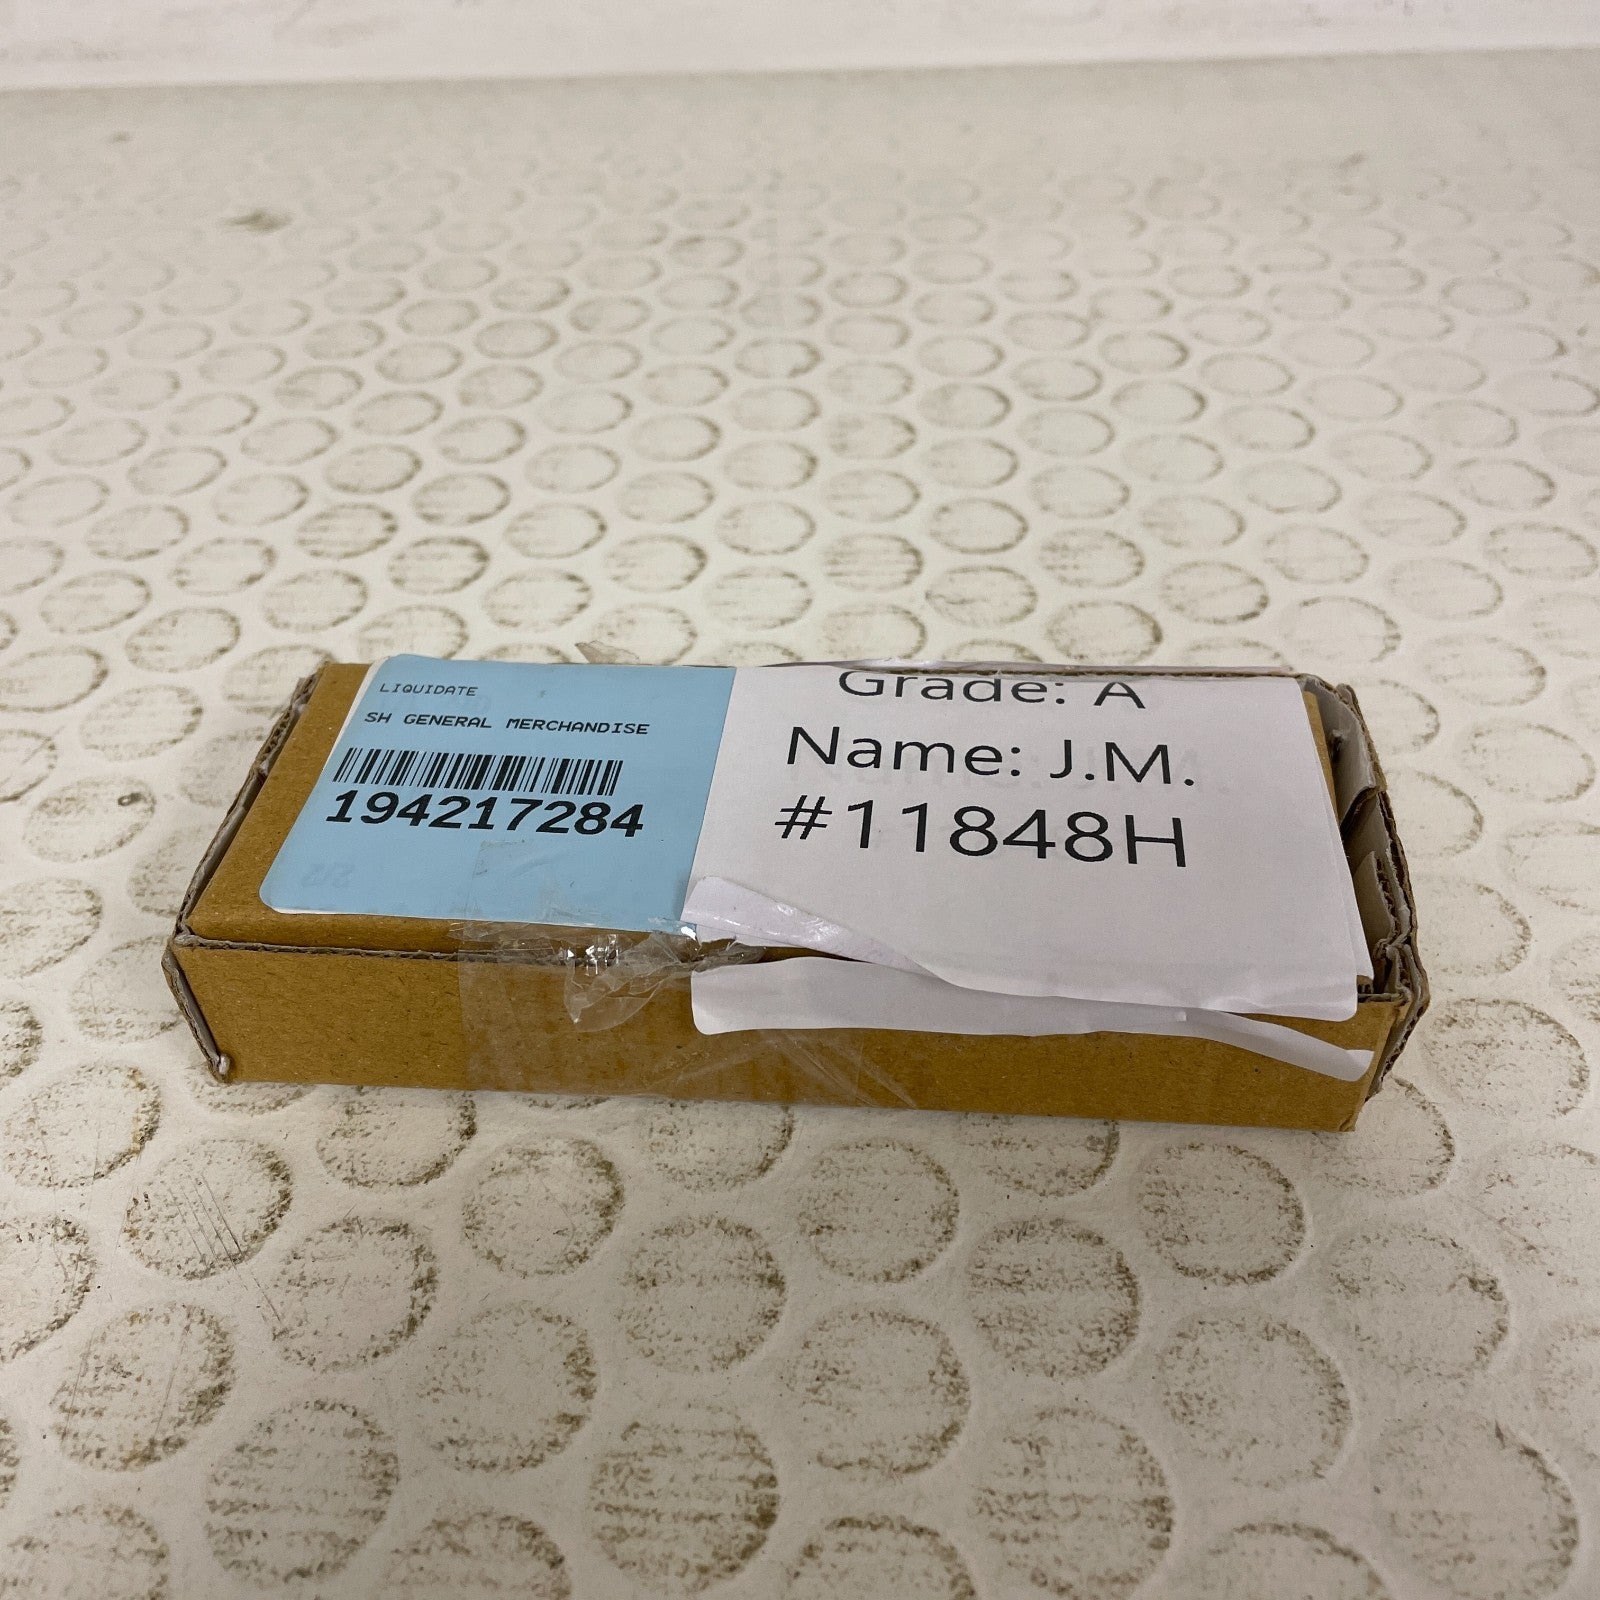 LIQUIDATE
SH GENERAL MERCHANDISE
194217284
Grade: A
Name: J.M.
#11848H